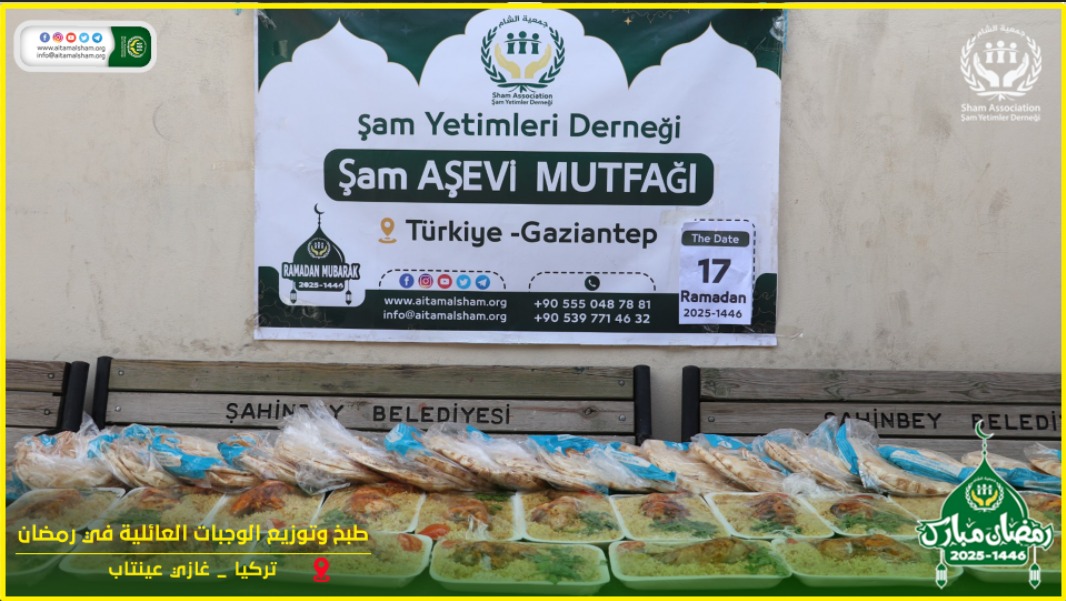 www.aitamalsham.org
info@aitamalsham.org
جمعية الشام
Sham Association
Şam Yetimler Derneği
Şam Yetimleri Derneği
Şam AŞEVİ MUTFAĞI
Türkiye -Gaziantep
The Date
17
Ramadan
2025-1446
RAMADAN MUBARAK
2025-1446
www.aitamalsham.org
info@aitamalsham.org
+90 555 048 78 81
+90 539 771 46 32
جمعية الشام
Sham Association
Şam Yetimler Derneği
ŞAHİNBEY BELEDİYESİ
ŞAHİNBEY BELEDİ
طبخ وتوزيع الوجبات العائلية في رمضان
تركيا _ غازي عينتاب
رمضان مبارك
2025-1446